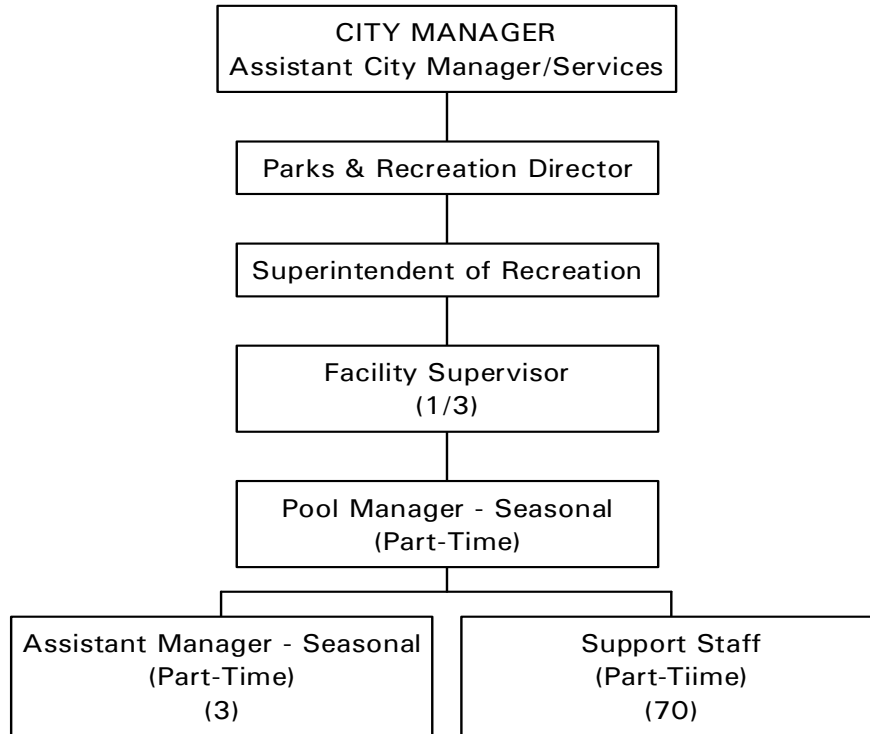 CITY MANAGER
Assistant City Manager/Services
Parks & Recreation Director
Superintendent of Recreation
Facility Supervisor
(1/3)
Pool Manager - Seasonal
(Part-Time)
Assistant Manager - Seasonal
(Part-Time)
(3)
Support Staff
(Part-Tiime)
(70)